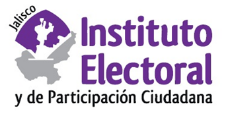 Jalisco
Instituto
Electoral
y de Participación Ciudadana